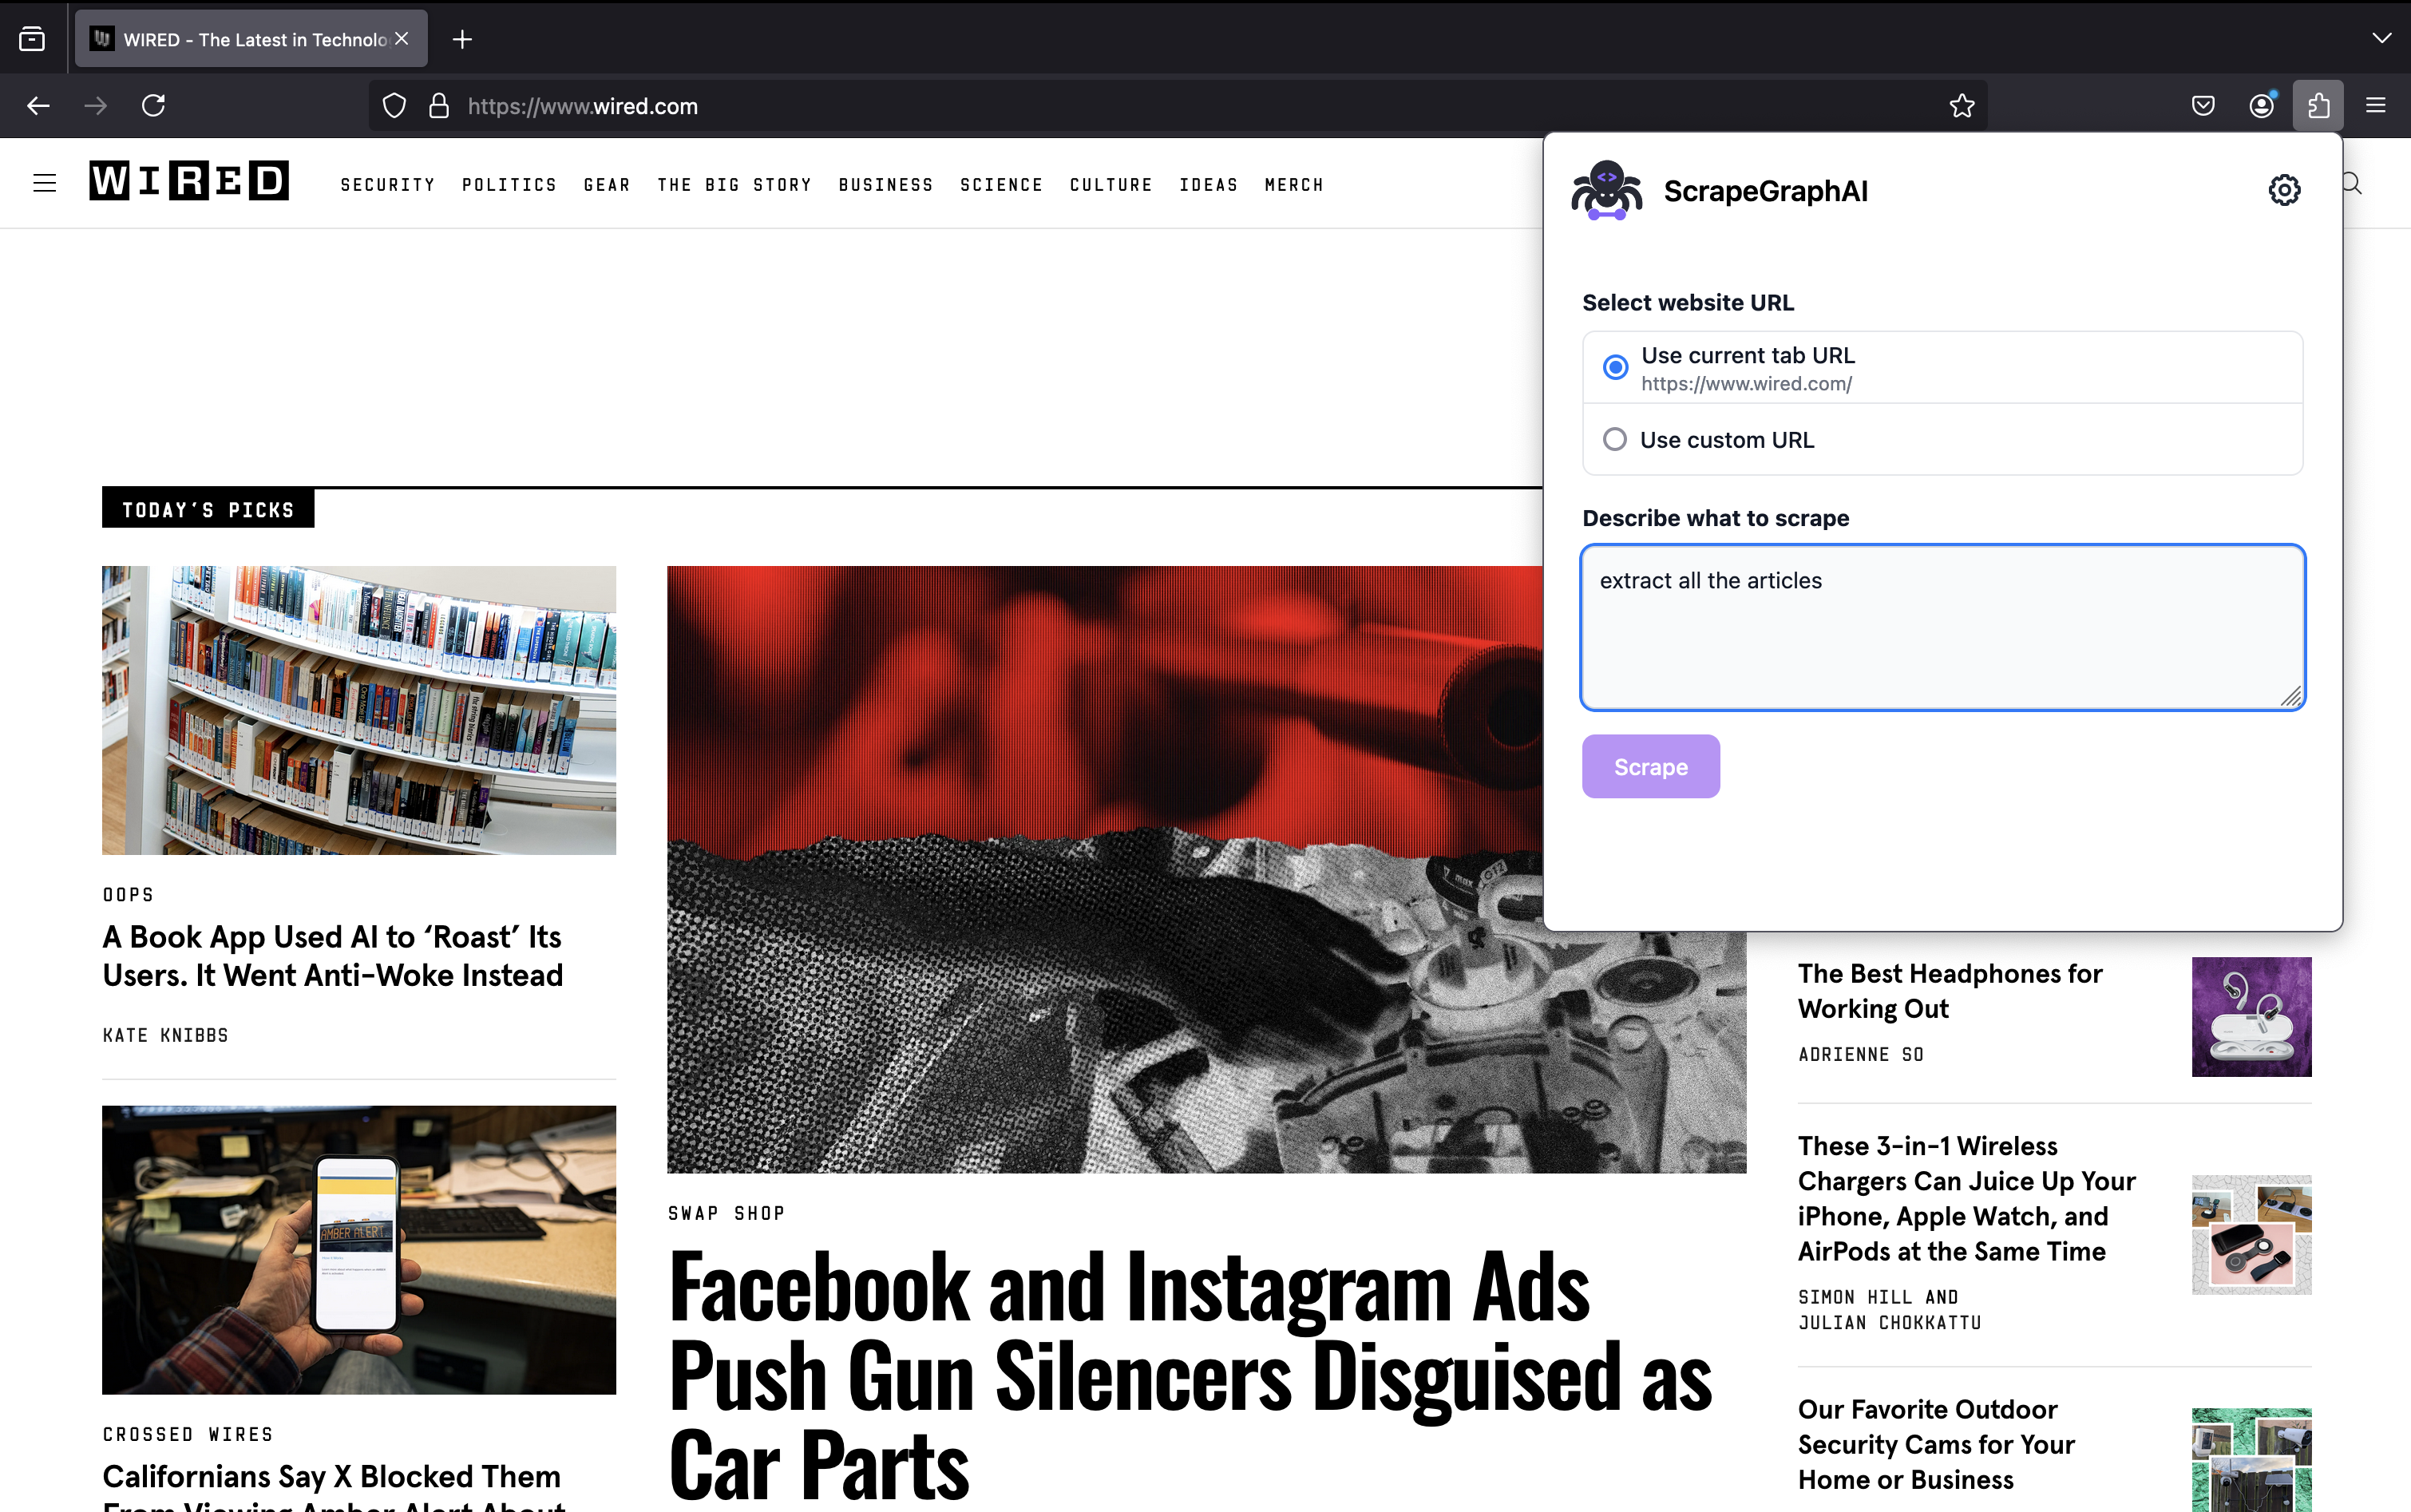 WIRED - The Latest in Technolo
https://www.wired.com
WIRED
SECURITY POLITICS GEAR THE BIG STORY BUSINESS SCIENCE CULTURE IDEAS MERCH
ScrapeGraphAI
Select website URL
Use current tab URL
https://www.wired.com/
Use custom URL
Describe what to scrape
extract all the articles
Scrape
TODAY'S PICKS
OOPS
A Book App Used AI to ‘Roast’ Its
Users. It Went Anti-Woke Instead
KATE KNIBBS
AMBER ALERT
CROSSED WIRES
Californians Say X Blocked Them
From Viewing Amber Alert About
SWAP SHOP
Facebook and Instagram Ads
Push Gun Silencers Disguised as
Car Parts
The Best Headphones for
Working Out
ADRIENNE SO
These 3-in-1 Wireless
Chargers Can Juice Up Your
iPhone, Apple Watch, and
AirPods at the Same Time
SIMON HILL AND
JULIAN CHOKKATTU
Our Favorite Outdoor
Security Cams for Your
Home or Business